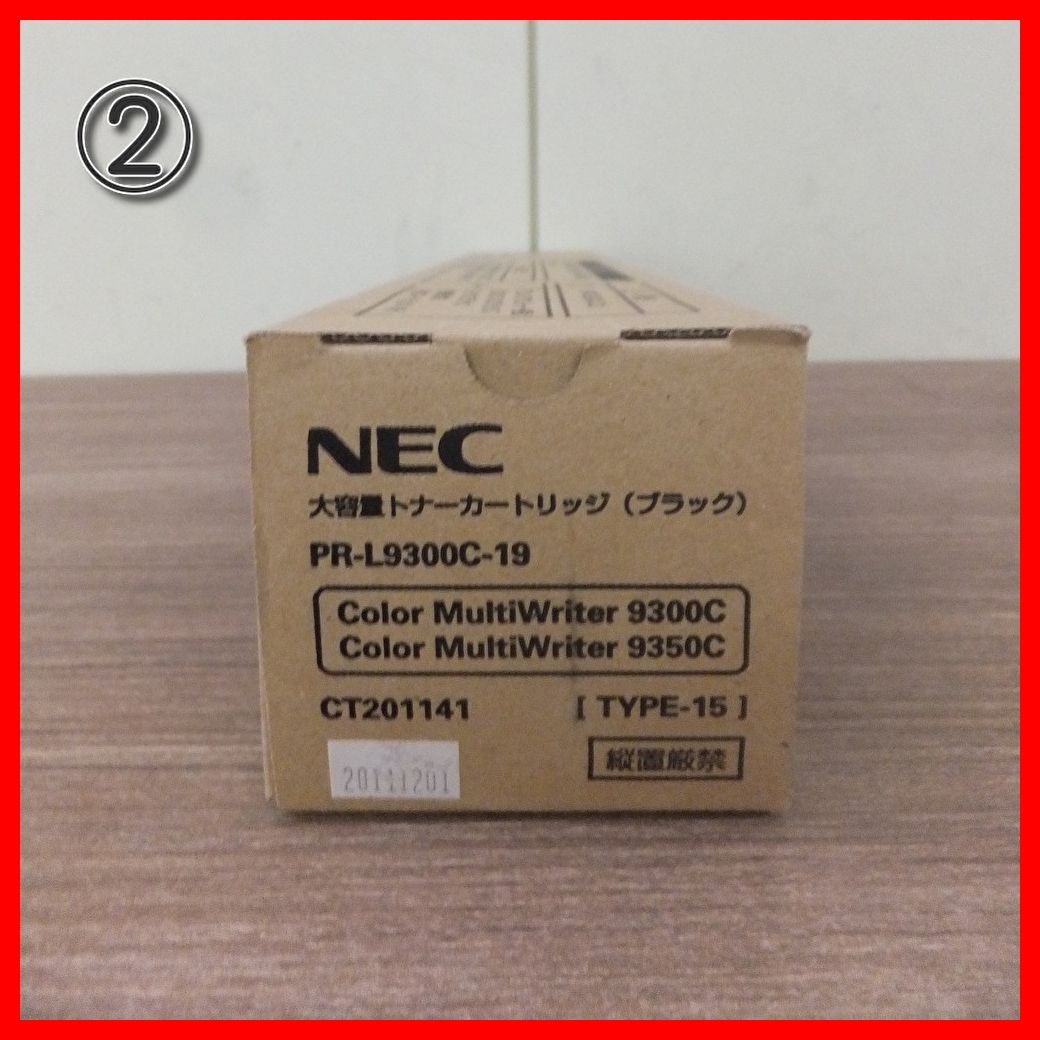 ②
NEC
大容量トナーカートリッジ（ブラック）
PR-L9300C-19
Color MultiWriter 9300C
Color MultiWriter 9350C
CT201141 [ TYPE-15 ]
20111201
縦置厳禁